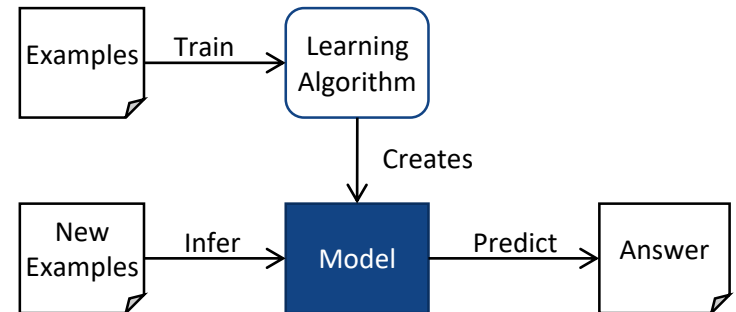 Examples
Train
Learning
Algorithm
Creates
New
Examples
Infer
Model
Predict
Answer